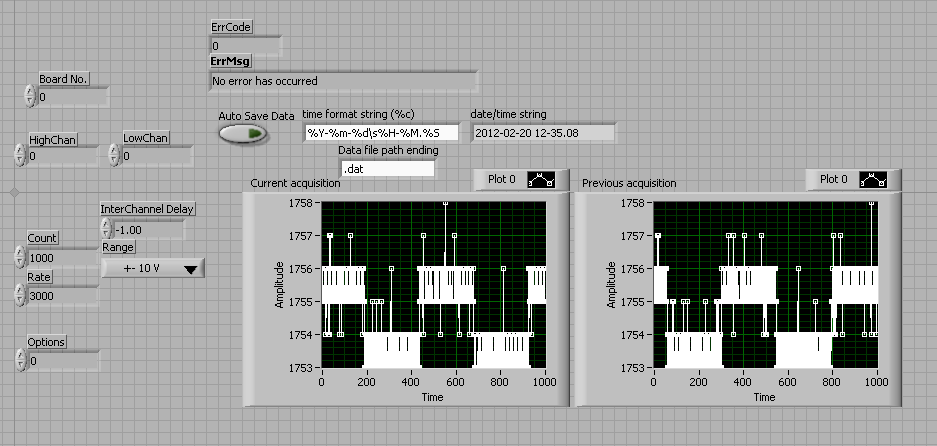 ErrCode
0
ErrMsg
No error has occurred
Board No.
0
Auto Save Data
time format string (%c)
date/time string
%Y-%m-%d\s%H-%M.%S
2012-02-20 12-35.08
HighChan
LowChan
0
0
Data file path ending
.dat
Current acquisition
Plot 0
Previous acquisition
Plot 0
InterChannel Delay
-1.00
Count
1000
Range
+- 10 V
Rate
3000
Options
0
1758
1757
1756
1755
1754
1753
Amplitude
0
200
400
600
800
1000
Time
1758
1757
1756
1755
1754
1753
Amplitude
0
200
400
600
800
1000
Time